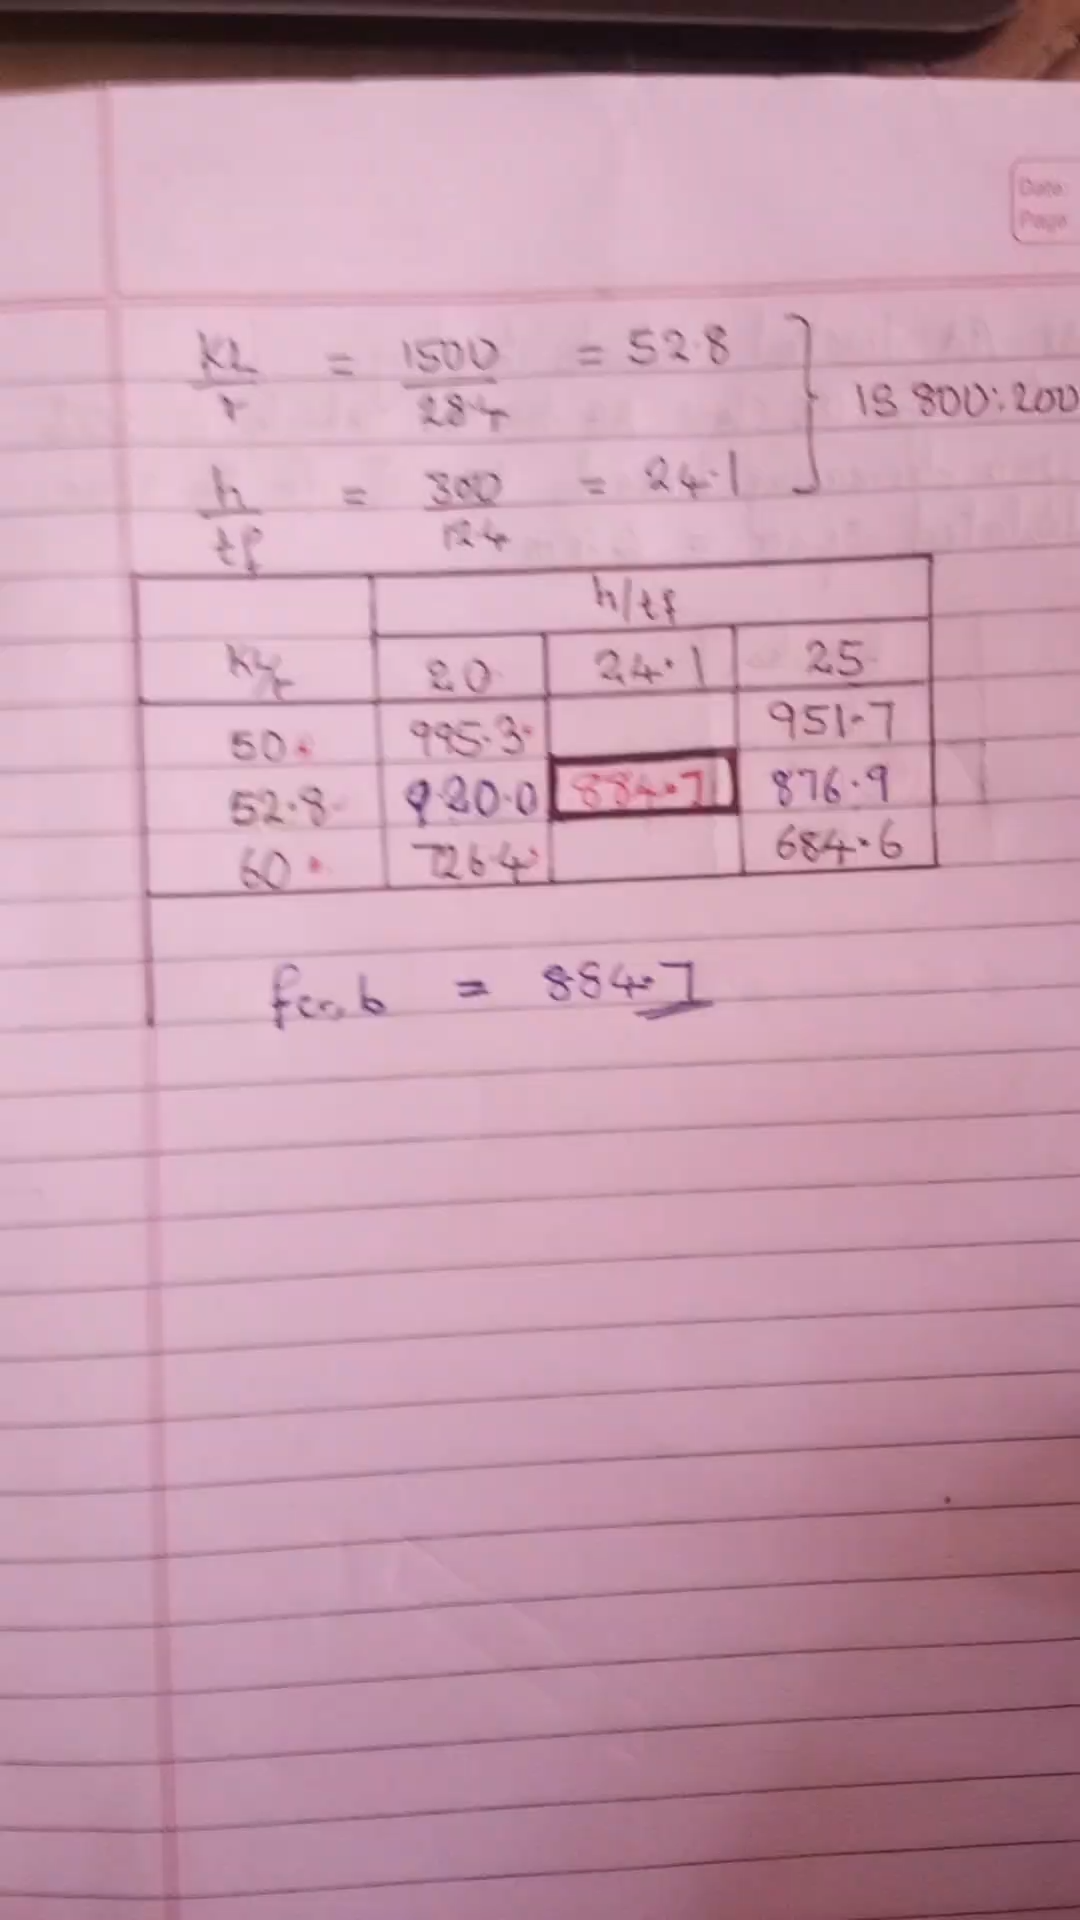 Date:
Page
KL/r = 1500/28.4 = 52.8
IS 800:200
h/tf = 300/12.4 = 24.1
h/tf
KL/r 20 24.1 25
50 995.3 951.7
52.8 920.0 884.7 876.9
60 726.4 684.6
fcr,b = 884.7